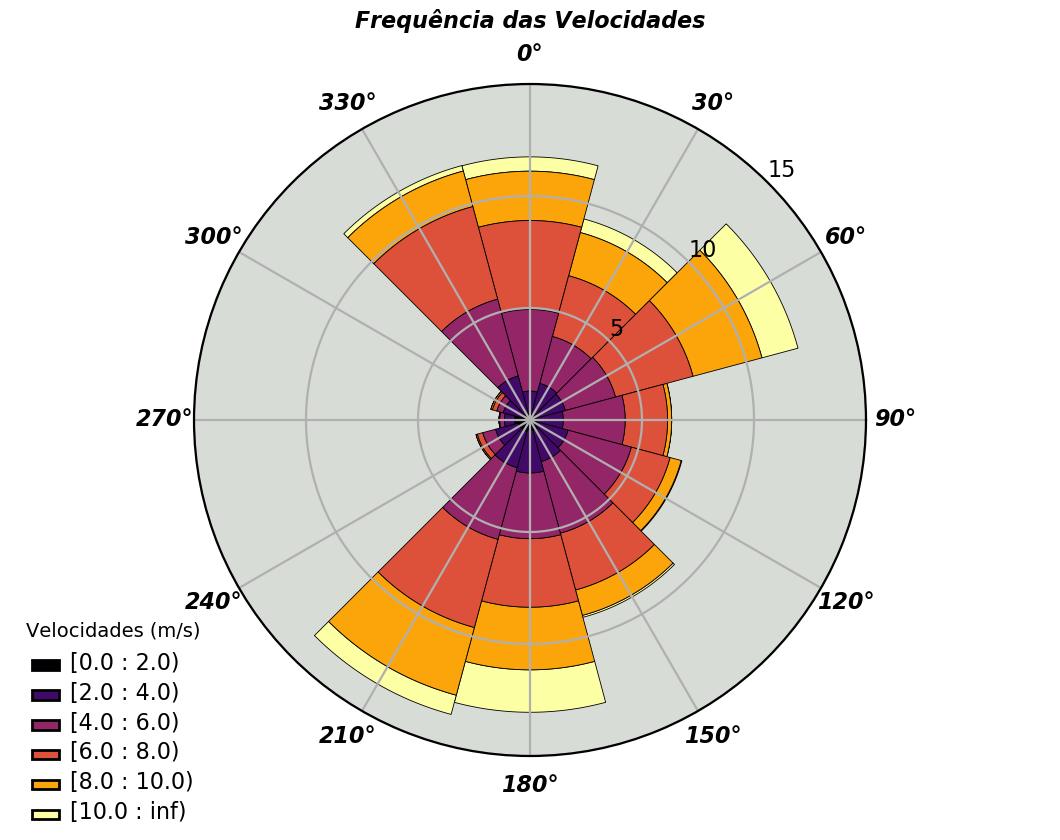 Frequência das Velocidades
0°
330°
30°
15
300°
60°
10
5
270°
90°
240°
120°
210°
150°
180°
Velocidades (m/s)
[0.0 : 2.0)
[2.0 : 4.0)
[4.0 : 6.0)
[6.0 : 8.0)
[8.0 : 10.0)
[10.0 : inf)